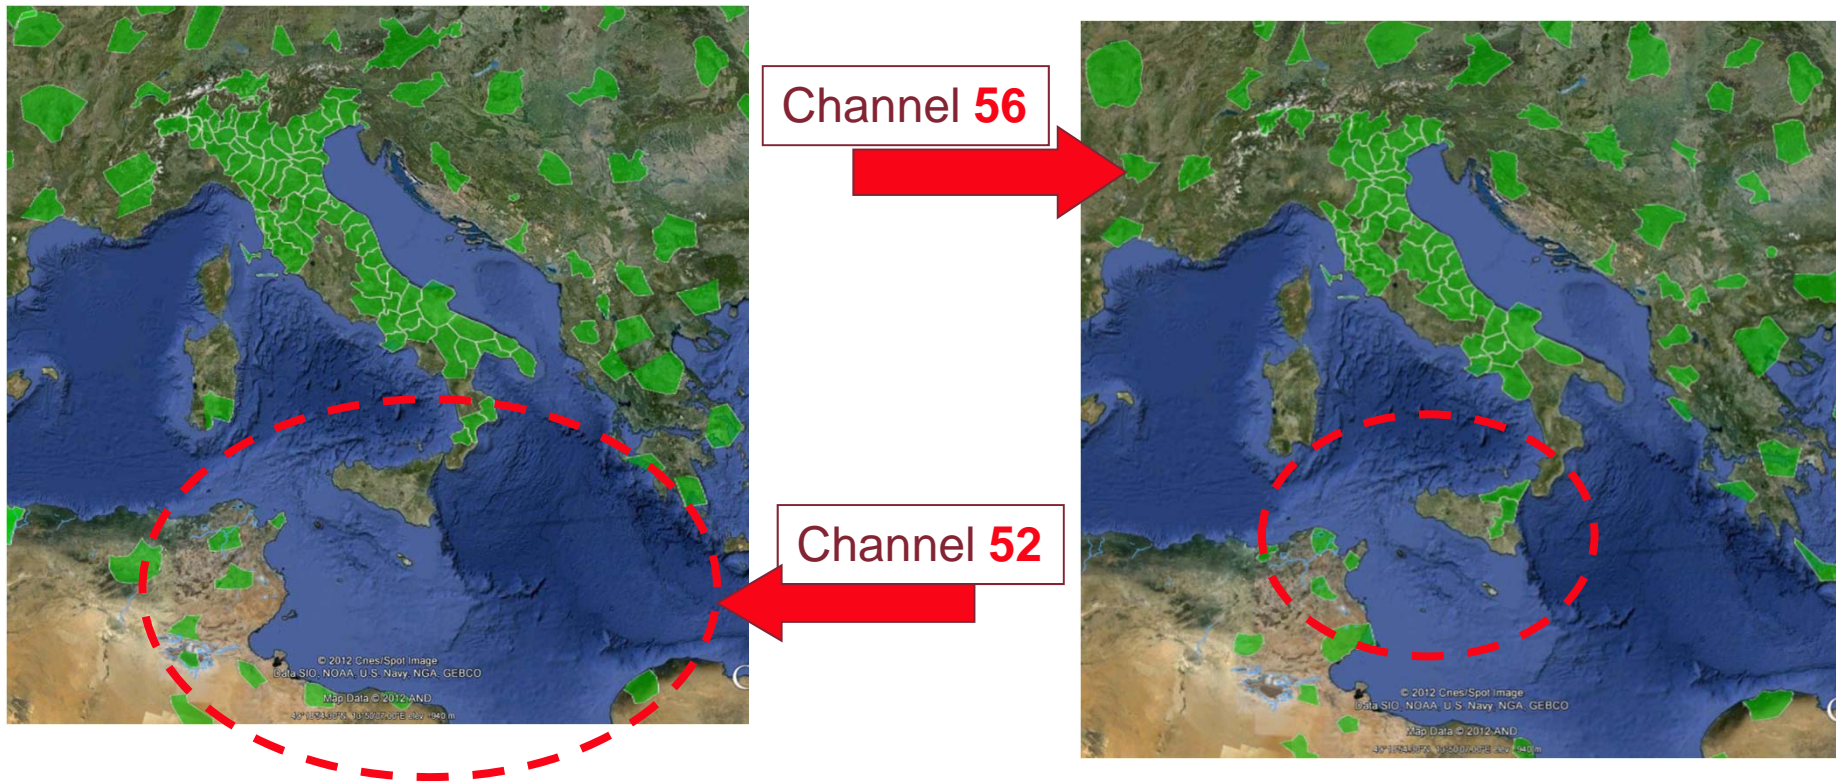 Channel 56
Channel 52
© 2012 Cnes/Spot Image
Data SIO, NOAA, U.S. Navy, NGA, GEBCO
Map Data © 2012 AND
© 2012 Cnes/Spot Image
Data SIO, NOAA, U.S. Navy, NGA, GEBCO
Map Data © 2012 AND